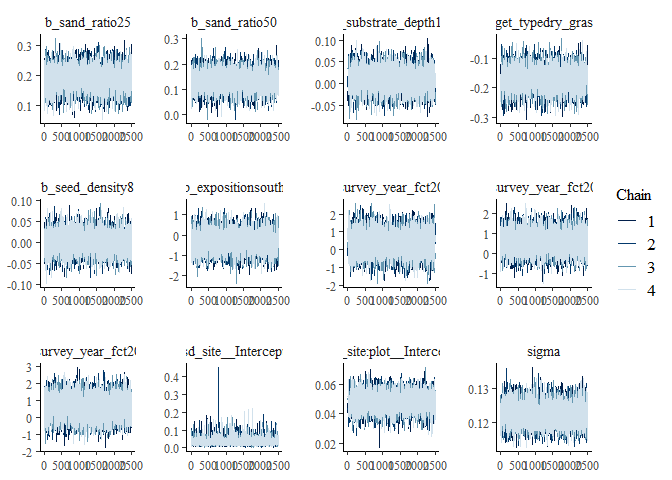 b_sand_ratio25
b_sand_ratio50
_substrate_depth1
get_typedry_gras
0.3
0.2
0.1
0 500 1000 1500 2000 2500
0.3
0.2
0.1
0.0
0 500 1000 1500 2000 2500
0.10
0.05
0.00
-0.05
0 500 1000 1500 2000 2500
-0.1
-0.2
-0.3
0 500 1000 1500 2000 2500
b_seed_density8
_expositionsouth
survey_year_fct20
survey_year_fct20
0.10
0.05
0.00
-0.05
-0.10
0 500 1000 1500 2000 2500
1
0
-1
-2
0 500 1000 1500 2000 2500
2
1
0
-1
-2
0 500 1000 1500 2000 2500
2
1
0
-1
0 500 1000 1500 2000 2500
Chain
1
2
3
4
survey_year_fct20
sd_site__Intercep
_site:plot__Interc
sigma
3
2
1
0
-1
-2
0 500 1000 1500 2000 2500
0.4
0.3
0.2
0.1
0.0
0 500 1000 1500 2000 2500
0.06
0.04
0.02
0 500 1000 1500 2000 2500
0.13
0.12
0 500 1000 1500 2000 2500